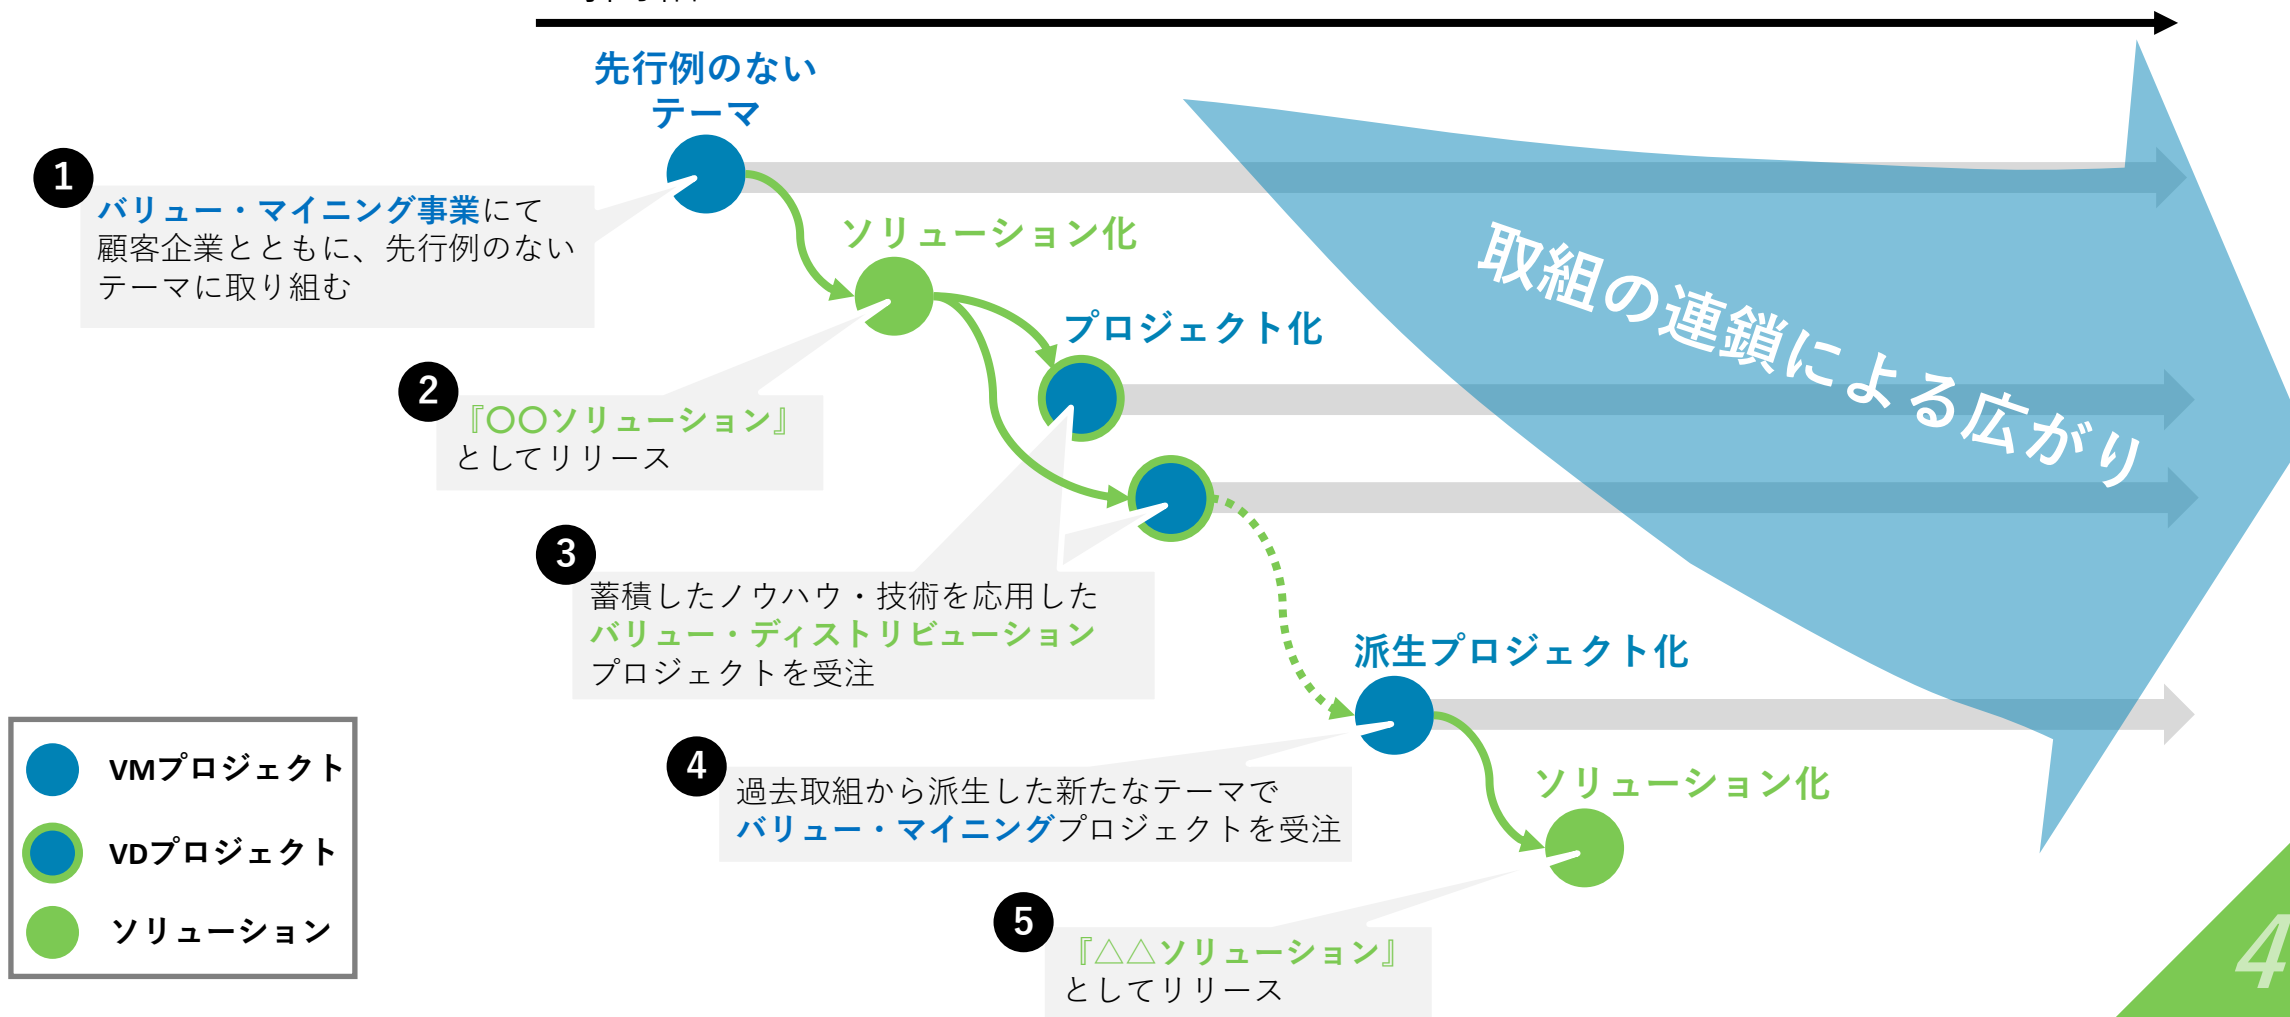 先行例のない
テーマ
1
バリュー・マイニング事業にて
顧客企業とともに、先行例のない
テーマに取り組む
ソリューション化
2
『〇〇ソリューション』
としてリリース
プロジェクト化
3
蓄積したノウハウ・技術を応用した
バリュー・ディストリビューション
プロジェクトを受注
取組の連鎖による広がり
派生プロジェクト化
4
過去取組から派生した新たなテーマで
バリュー・マイニングプロジェクトを受注
ソリューション化
5
『△△ソリューション』
としてリリース
VMプロジェクト
VDプロジェクト
ソリューション
4